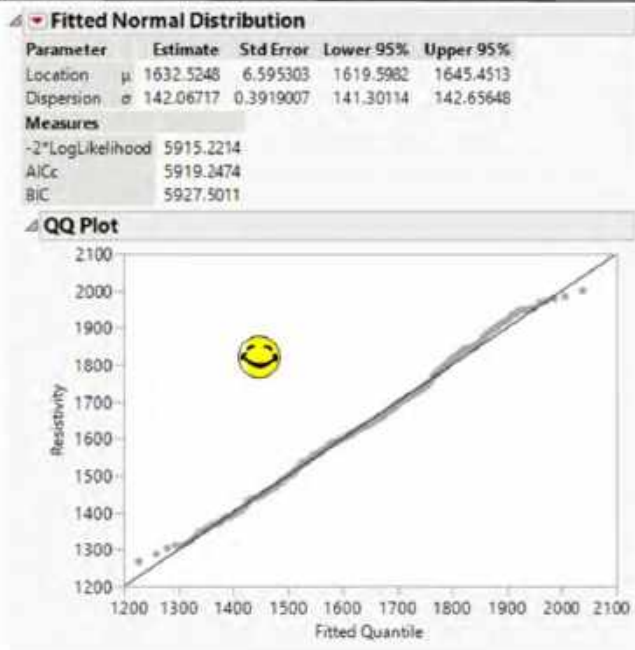 Fitted Normal Distribution
Parameter Estimate Std Error Lower 95% Upper 95%
Location μ 1632.5248 6.595303 1619.5982 1645.4513
Dispersion σ 142.06717 0.3919007 141.30114 142.65648
Measures
-2*LogLikelihood 5915.2214
AICc 5919.2474
BIC 5927.5011
QQ Plot
2100
2000
1900
1800
1700
1600
1500
1400
1300
1200
Resistivity
1200 1300 1400 1500 1600 1700 1800 1900 2000 2100
Fitted Quantile